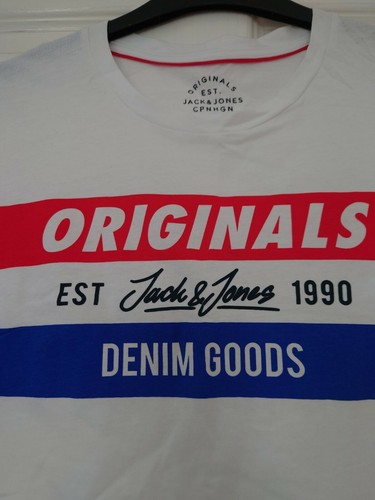 ORIGINALS
EST.
JACK&JONES
CPNHGN
ORIGINALS
EST Jack & Jones 1990
DENIM GOODS